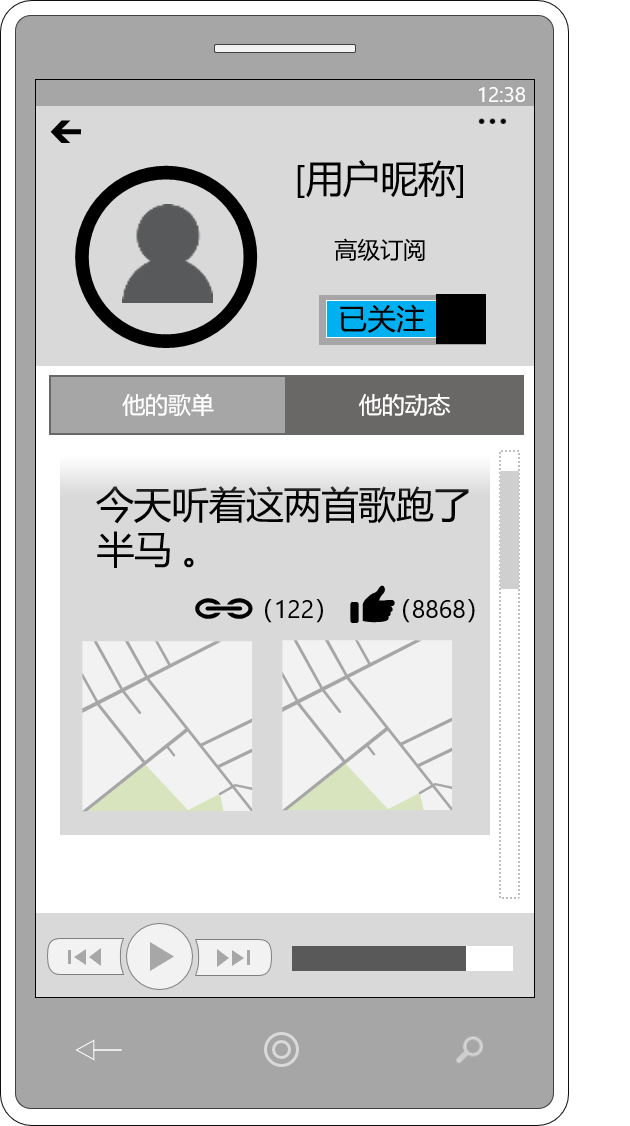 12:38
[用户昵称]
高级订阅
已关注
他的歌单
他的动态
今天听着这两首歌跑了
半马 。
(122)
(8868)